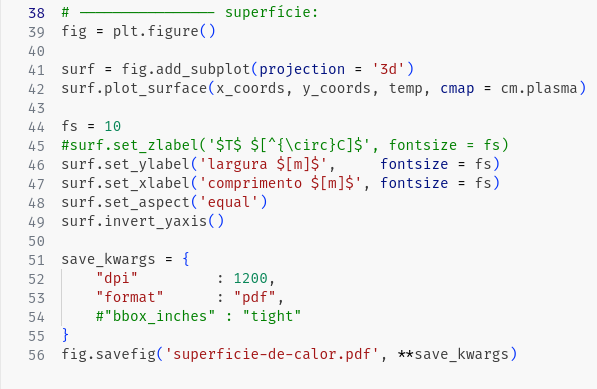 38 # ——————————————— superfície:
39 fig = plt.figure()
40
41 surf = fig.add_subplot(projection = '3d')
42 surf.plot_surface(x_coords, y_coords, temp, cmap = cm.plasma)
43
44 fs = 10
45 #surf.set_zlabel('$T$ $[^{\circ}C]$', fontsize = fs)
46 surf.set_ylabel('largura $[m]$',    fontsize = fs)
47 surf.set_xlabel('comprimento $[m]$', fontsize = fs)
48 surf.set_aspect('equal')
49 surf.invert_yaxis()
50
51 save_kwargs = {
52     "dpi"         : 1200,
53     "format"      : "pdf",
54     #"bbox_inches" : "tight"
55 }
56 fig.savefig('superficie-de-calor.pdf', **save_kwargs)